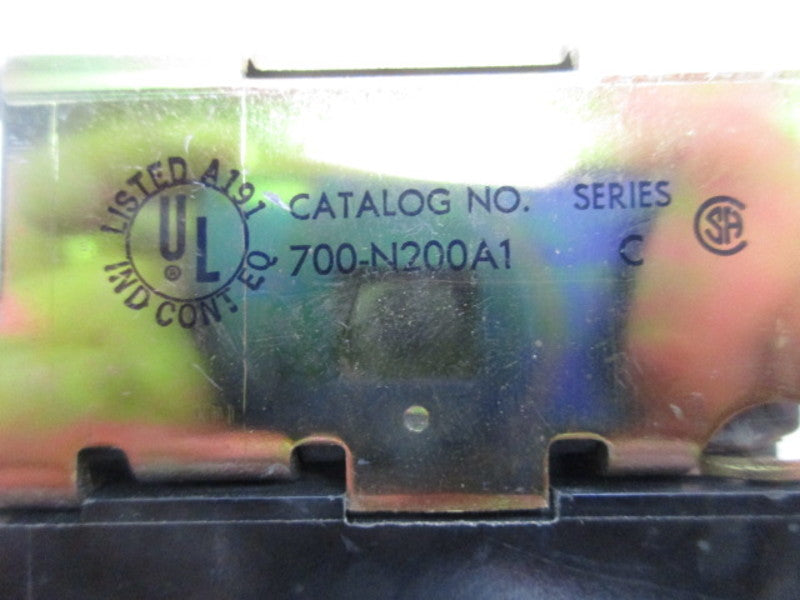 LISTED A191
UL®
IND CONT EQ
CATALOG NO. SERIES
700-N200A1 C
SA